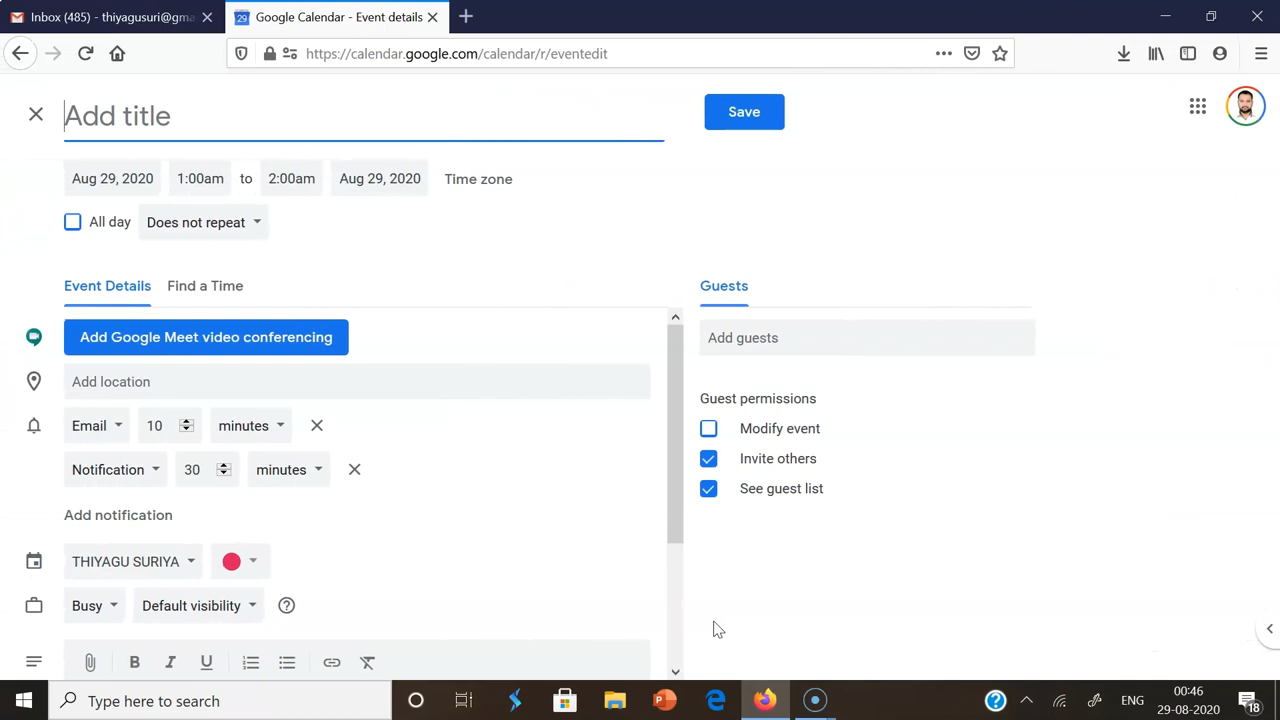 Inbox (485) - thiyagusuri@gma
Google Calendar - Event details
https://calendar.google.com/calendar/r/eventedit
Add title
Save
Aug 29, 2020 1:00am to 2:00am Aug 29, 2020 Time zone
All day Does not repeat
Event Details Find a Time
Guests
Add Google Meet video conferencing
Add guests
Add location
Guest permissions
Email 10 minutes
Modify event
Invite others
Notification 30 minutes
See guest list
Add notification
THIYAGU SURIYA
Busy Default visibility
B I U
Type here to search
ENG
00:46
29-08-2020
18